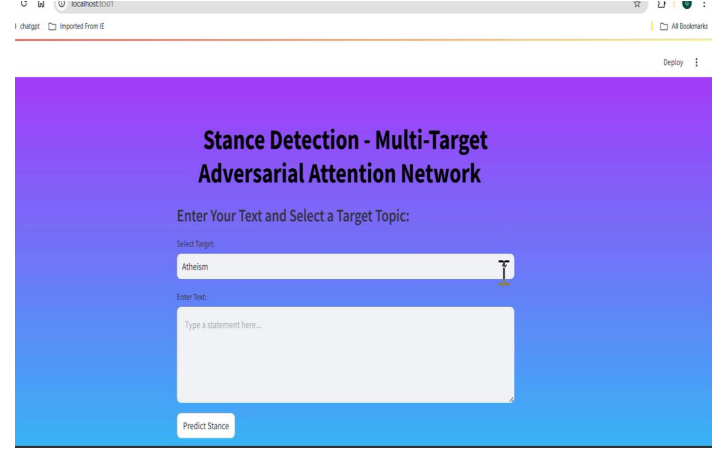 localhost:8501
chatgpt Imported From IE All Bookmarks
Deploy
Stance Detection - Multi-Target
Adversarial Attention Network
Enter Your Text and Select a Target Topic:
Select Target:
Atheism
Enter Text:
Type a statement here...
Predict Stance